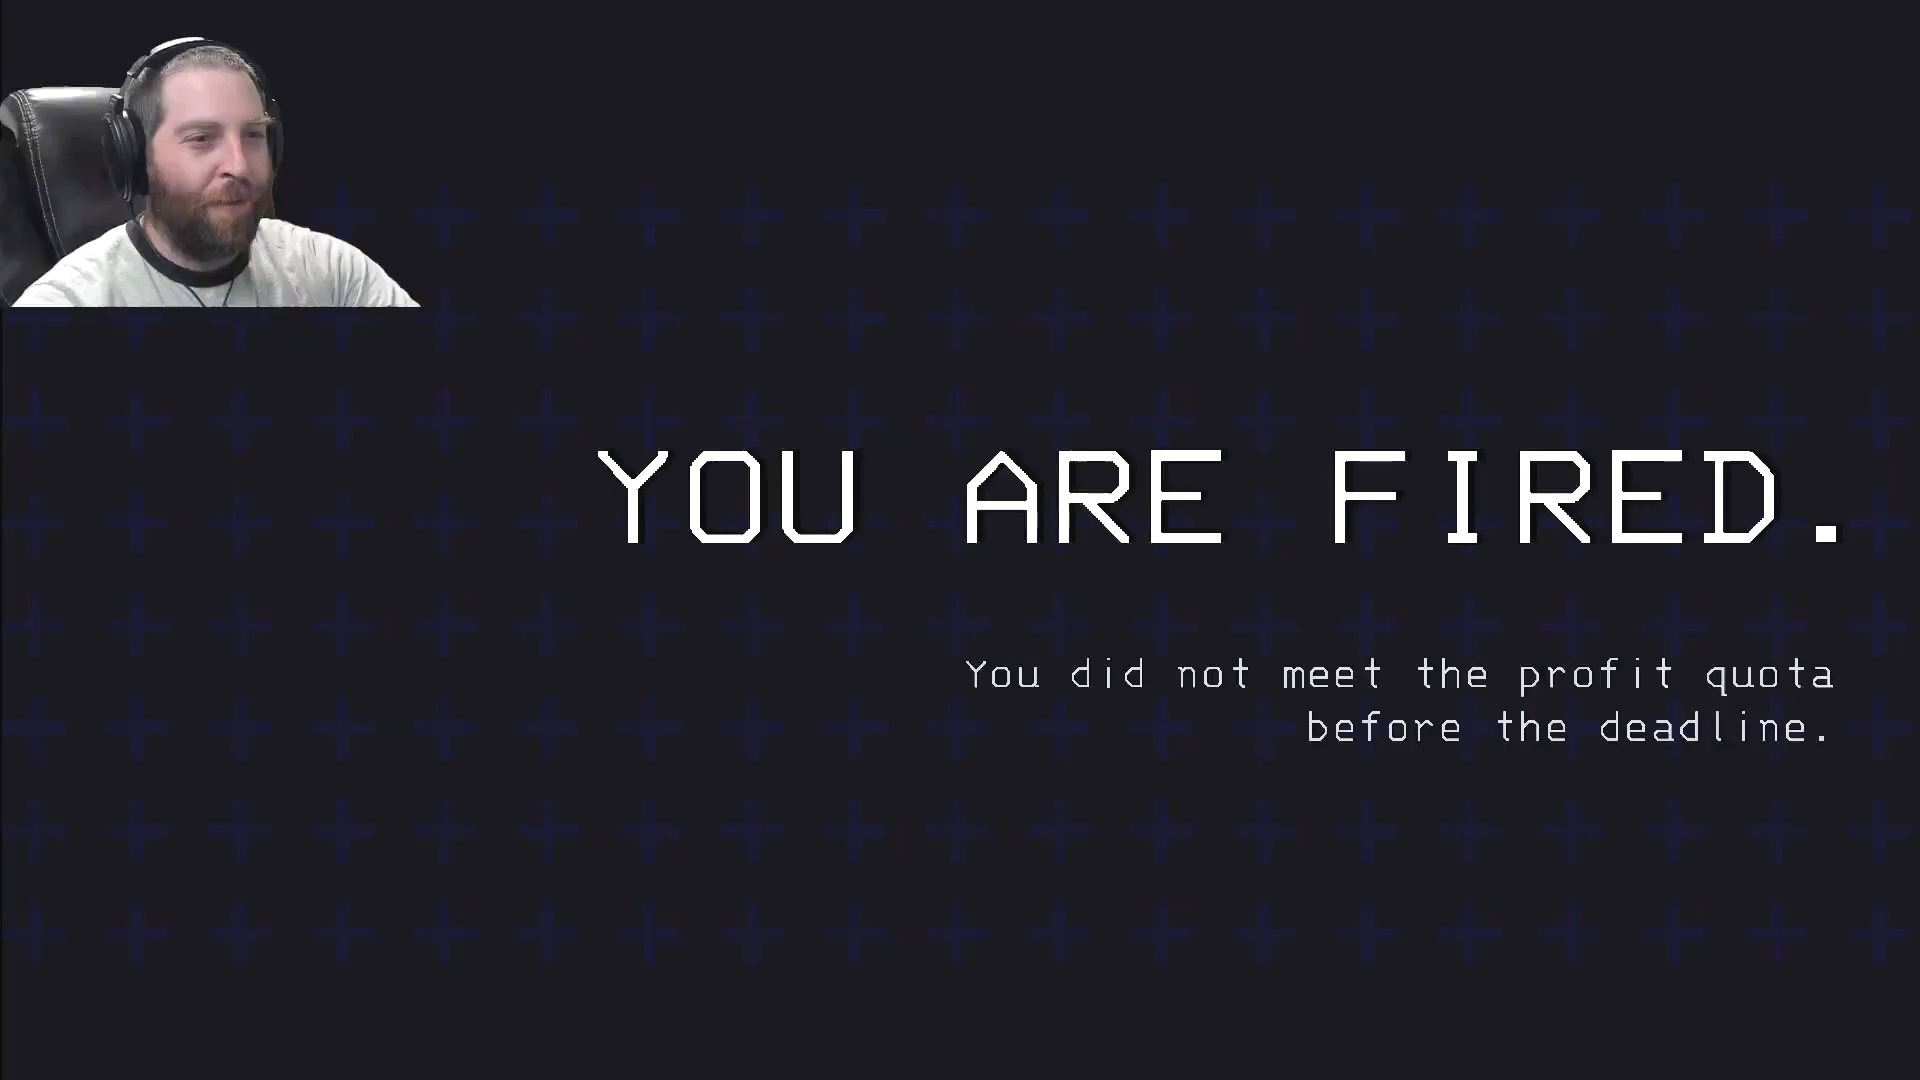 YOU ARE FIRED.
You did not meet the profit quota
before the deadline.